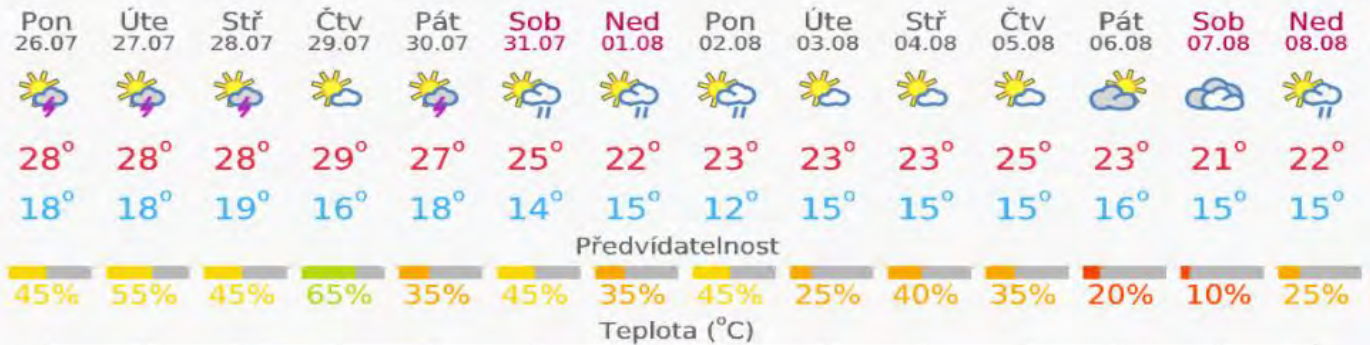 Pon Úte Stř Čtv Pát Sob Ned Pon Úte Stř Čtv Pát Sob Ned
26.07 27.07 28.07 29.07 30.07 31.07 01.08 02.08 03.08 04.08 05.08 06.08 07.08 08.08
28° 28° 28° 29° 27° 25° 22° 23° 23° 23° 25° 23° 21° 22°
18° 18° 19° 16° 18° 14° 15° 12° 15° 15° 15° 16° 15° 15°
Předvídatelnost
45% 55% 45% 65% 35% 45% 35% 45% 25% 40% 35% 20% 10% 25%
Teplota (°C)